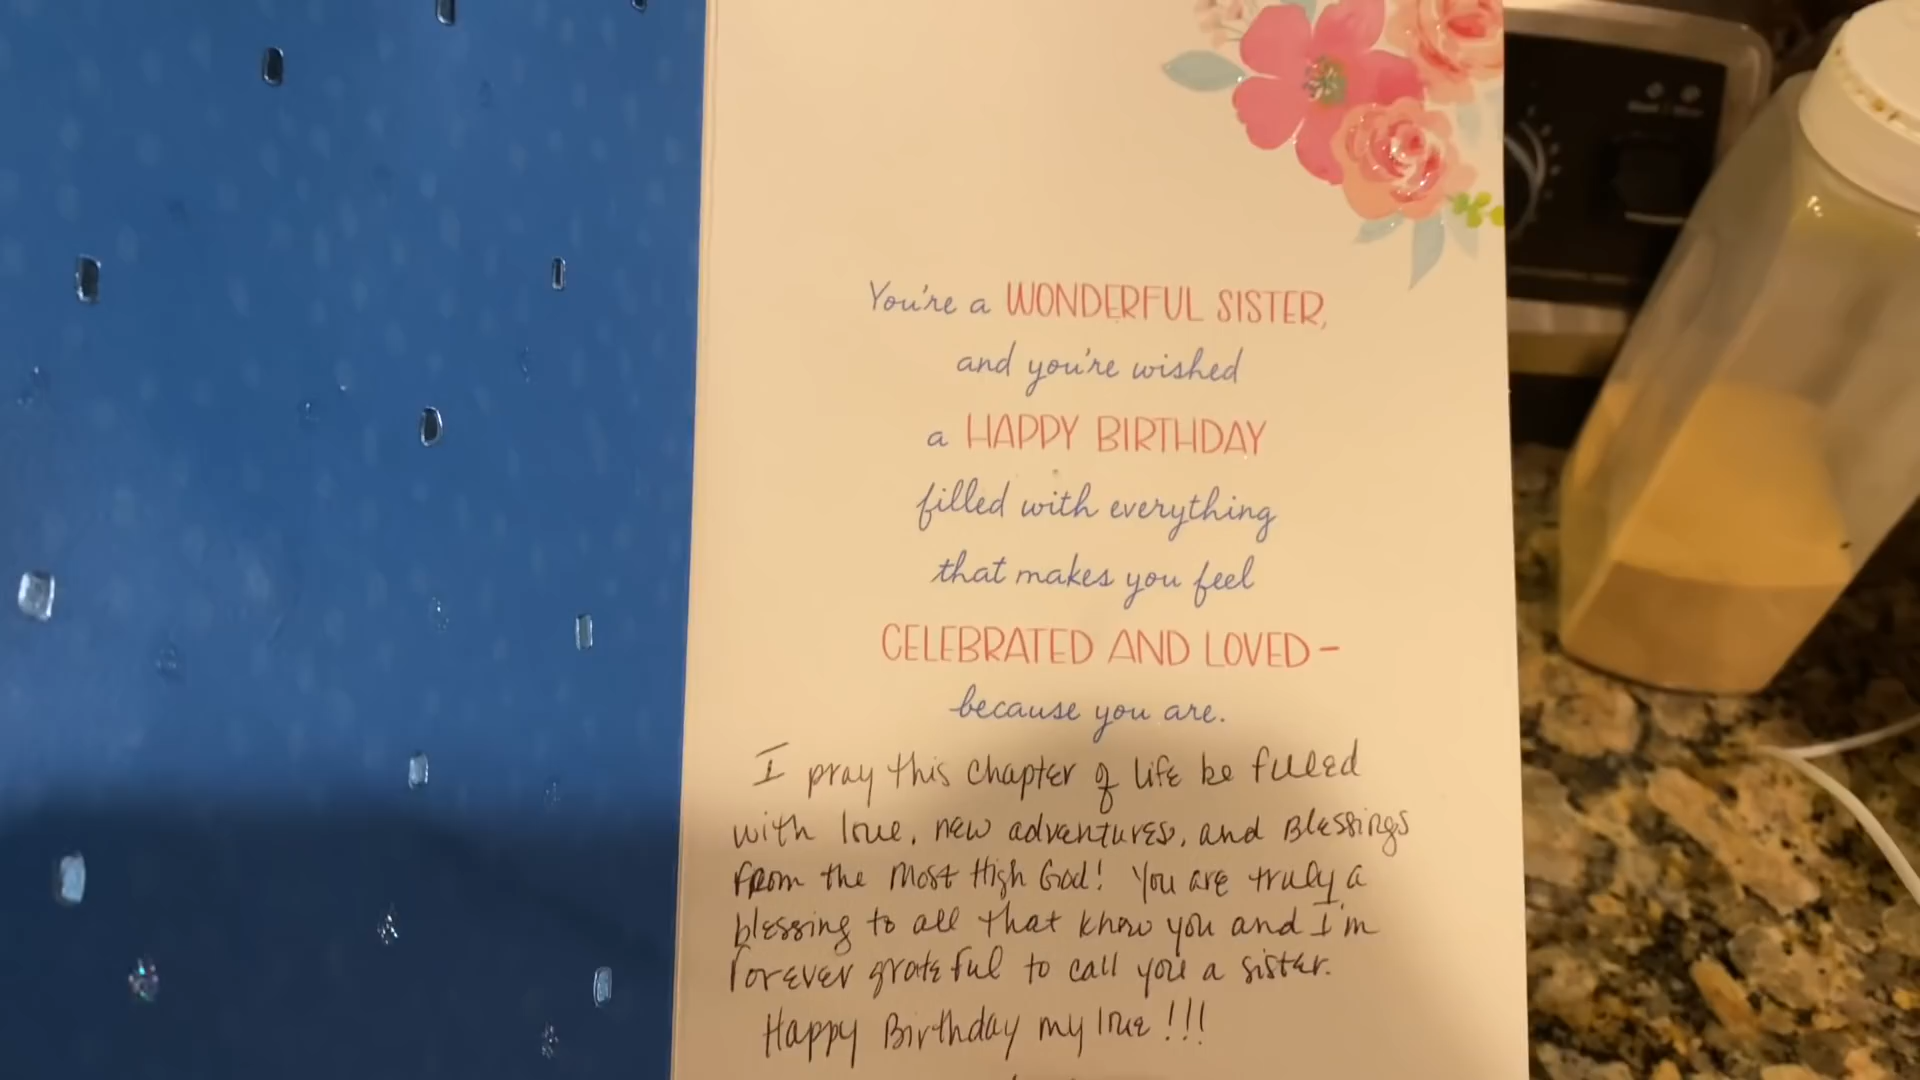 You're a WONDERFUL SISTER,
and you're wished
a HAPPY BIRTHDAY
filled with everything
that makes you feel
CELEBRATED AND LOVED–
because you are.
I pray this chapter of life be filled
with love, new adventures, and Blessings
from the Most High God! You are truly a
blessing to all that know you and I'm
forever grateful to call you a sister.
Happy Birthday my love!!!